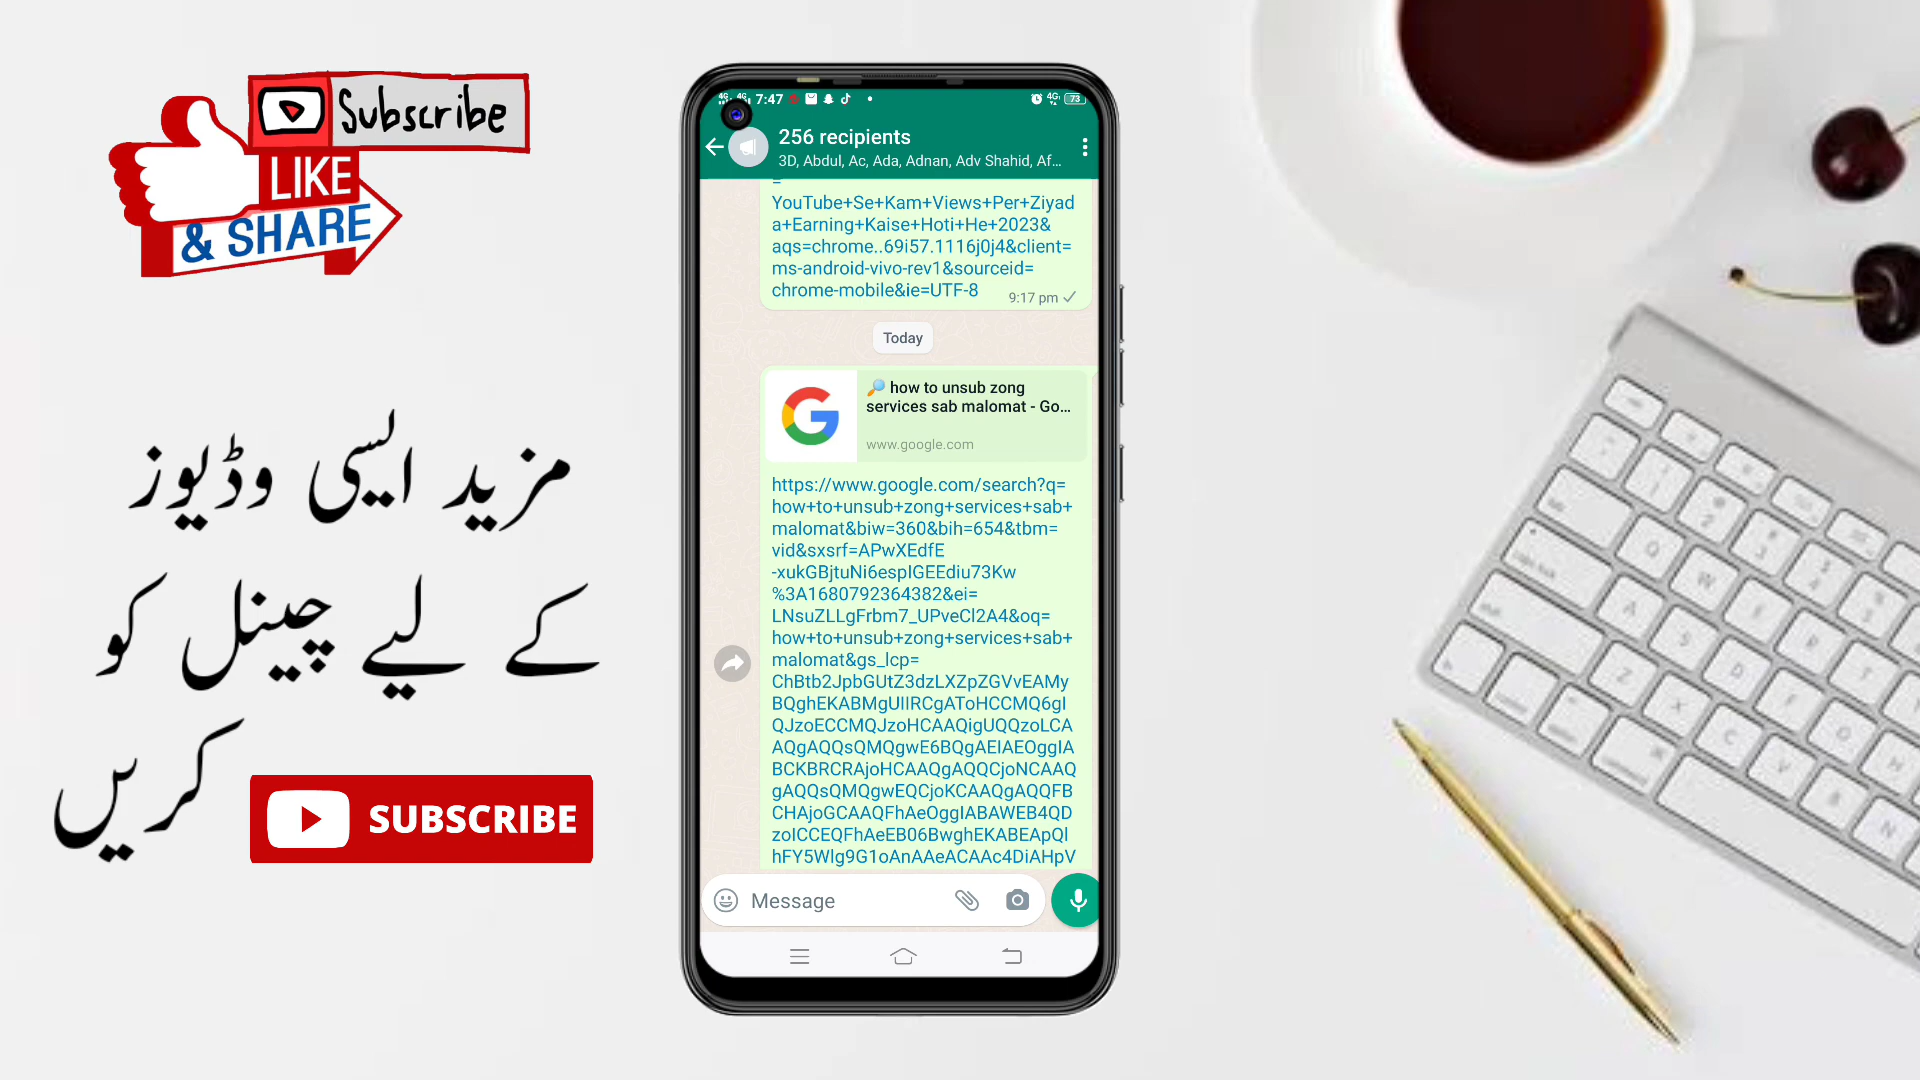 Subscribe
LIKE
& SHARE
مزید ایسی وڈیوز
کے لیے چینل کو
کریں
SUBSCRIBE
7:47
4G
73
256 recipients
3D, Abdul, Ac, Ada, Adnan, Adv Shahid, Af...
=
YouTube+Se+Kam+Views+Per+Ziyad
a+Earning+Kaise+Hoti+He+2023&
aqs=chrome..69i57.1116j0j4&client=
ms-android-vivo-rev1&sourceid=
chrome-mobile&ie=UTF-8
9:17 pm
Today
🔎 how to unsub zong
services sab malomat - Go...
www.google.com
https://www.google.com/search?q=
how+to+unsub+zong+services+sab+
malomat&biw=360&bih=654&tbm=
vid&sxsrf=APwXEdfE
-xukGBjtuNi6espIGEEdiu73Kw
%3A1680792364382&ei=
LNsuZLLgFrbm7_UPveCl2A4&oq=
how+to+unsub+zong+services+sab+
malomat&gs_lcp=
ChBtb2JpbGUtZ3dzLXZpZGVvEAMy
BQghEKABMgUIIRCgAToHCCMQ6gI
QJzoECCMQJzoHCAAQigUQQzoLCA
AQgAQQsQMQgwE6BQgAEIAEOggIA
BCKBRCRAjoHCAAQgAQQCjoNCAAQ
gAQQsQMQgwEQCjoKCAAQgAQQFB
CHAjoGCAAQFhAeOggIABAWEB4QD
zoICCEQFhAeEB06BwghEKABEApQl
hFY5Wlg9G1oAnAAeACAAc4DiAHpV
Message